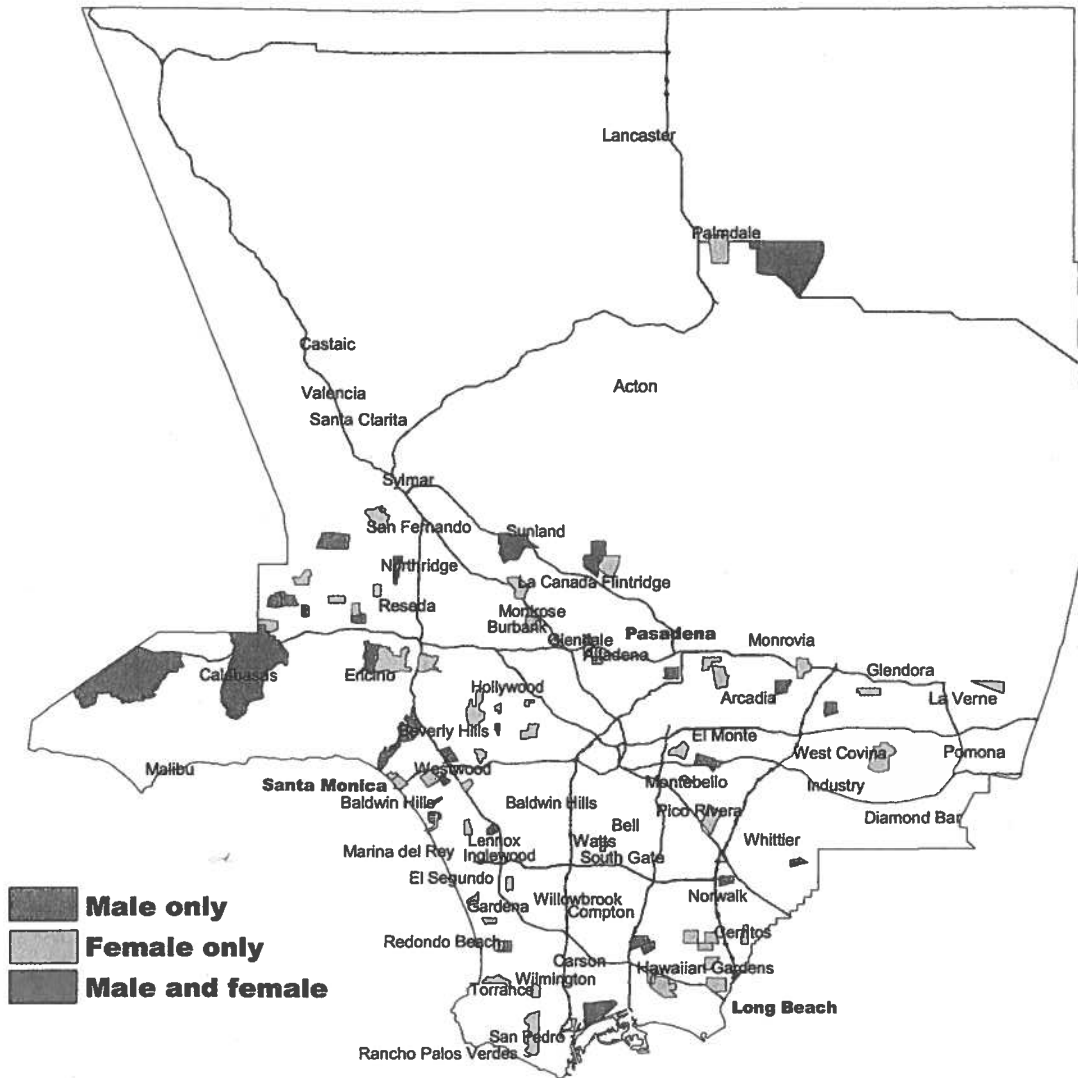 Lancaster
Palmdale
Castaic
Acton
Valencia
Santa Clarita
Sylmar
San Fernando
Sunland
Northridge
La Canada Flintridge
Reseda
Montrose
Burbank
Glendale
Pasadena
Monrovia
Altadena
Calabasas
Encino
Glendora
Hollywood
Arcadia
La Verne
Beverly Hills
El Monte
West Covina
Pomona
Malibu
Westwood
Santa Monica
Montebello
Industry
Baldwin Hills
Baldwin Hills
Pico Rivera
Diamond Bar
Bell
Lennox
Watts
Whittier
Marina del Rey
Inglewood
South Gate
El Segundo
Willowbrook
Norwalk
Gardena
Compton
Cerritos
Redondo Beach
Carson
Hawaiian Gardens
Wilmington
Torrance
Long Beach
San Pedro
Rancho Palos Verdes
Male only
Female only
Male and female